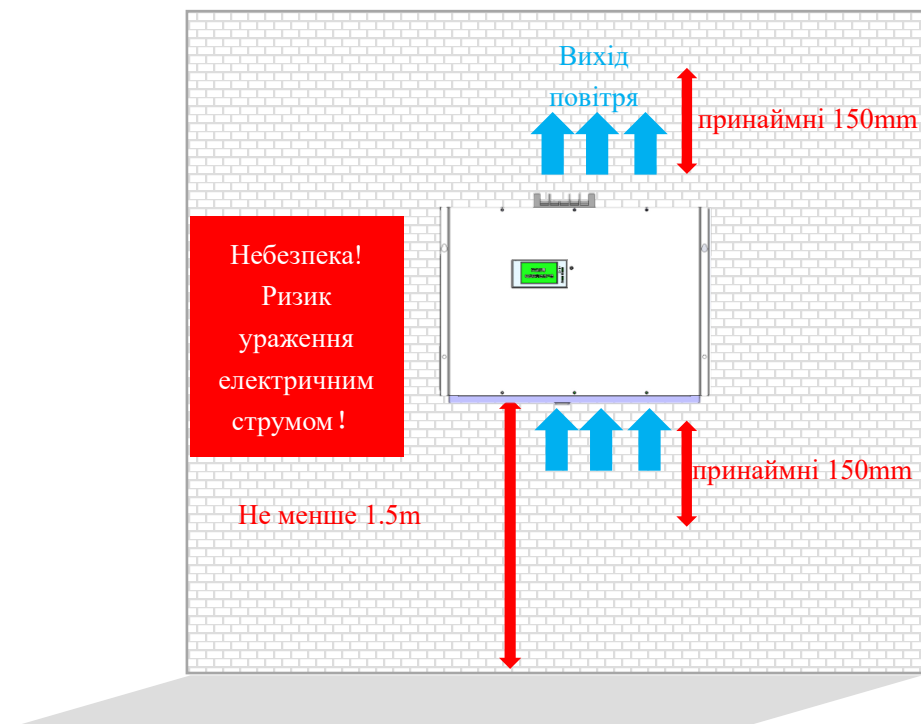 Вихід
повітря
принаймні 150mm
Небезпека!
Ризик
ураження
електричним
струмом!
принаймні 150mm
Не менше 1.5m